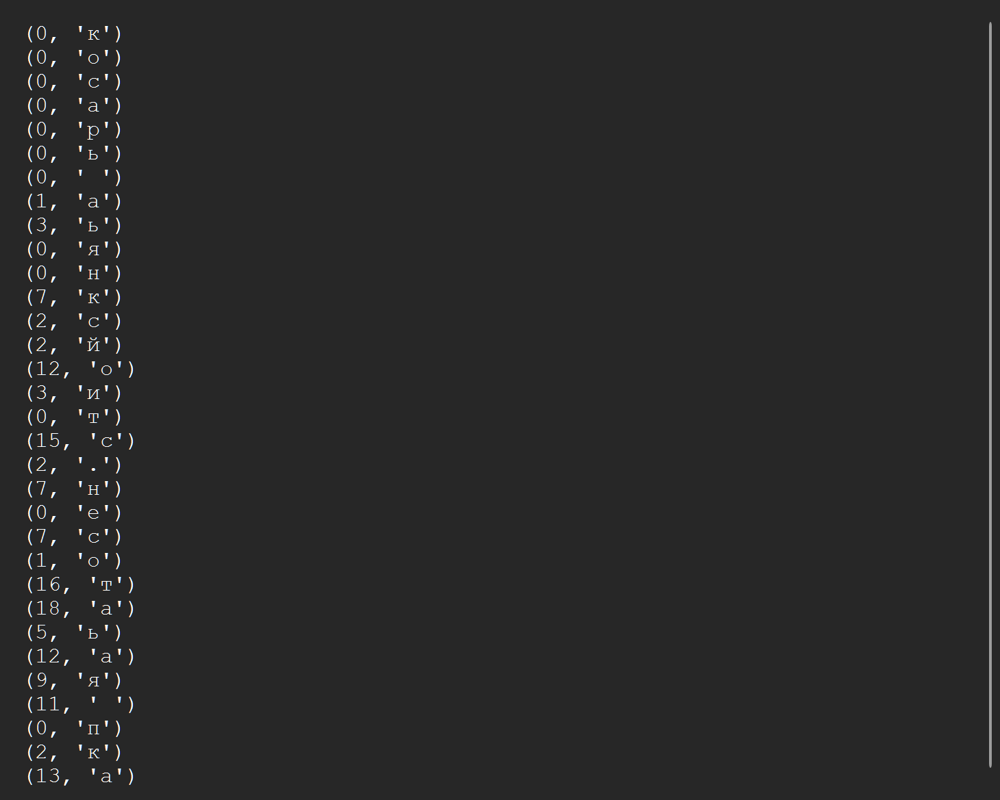 (0, 'к')
(0, 'о')
(0, 'с')
(0, 'а')
(0, 'р')
(0, 'ь')
(0, ' ')
(1, 'а')
(3, 'ь')
(0, 'я')
(0, 'н')
(7, 'к')
(2, 'с')
(2, 'й')
(12, 'о')
(3, 'и')
(0, 'т')
(15, 'с')
(2, '.')
(7, 'н')
(0, 'е')
(7, 'с')
(1, 'о')
(16, 'т')
(18, 'а')
(5, 'ь')
(12, 'а')
(9, 'я')
(11, ' ')
(0, 'п')
(2, 'к')
(13, 'а')